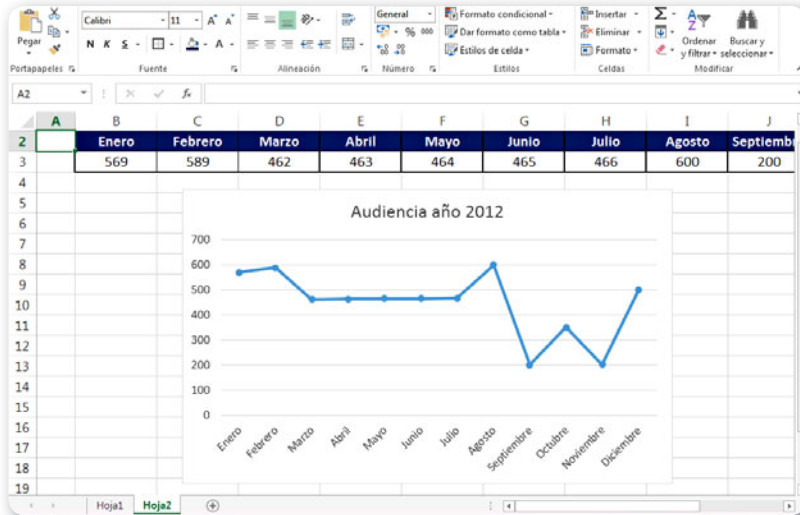 Calibri 11 A A General Formato condicional Insertar Σ
Pegar % 000 Dar formato como tabla Eliminar Ordenar Buscar y
N K S A Estilos de celda Formato y filtrar seleccionar
Portapapeles Fuente Alineación Número Estilos Celdas Modificar
A2 fx
A B C D E F G H I J
2 Enero Febrero Marzo Abril Mayo Junio Julio Agosto Septiembr
3 569 589 462 463 464 465 466 600 200
4
5
6
7
8
9
10
11
12
13
14
15
16
17
18
19
Audiencia año 2012
700
600
500
400
300
200
100
0
Enero Febrero Marzo Abril Mayo Junio Julio Agosto Septiembre Octubre Noviembre Diciembre
Hoja1 Hoja2